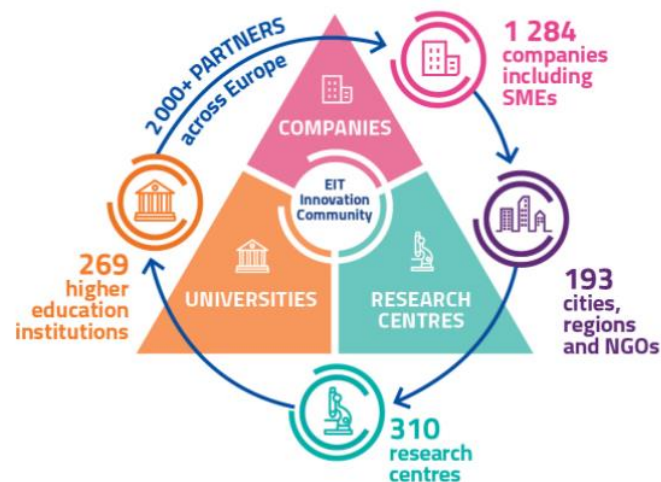 2 000+ PARTNERS
across Europe
1 284
companies
including
SMEs
COMPANIES
EIT
Innovation
Community
UNIVERSITIES
RESEARCH
CENTRES
269
higher
education
institutions
193
cities,
regions
and NGOs
310
research
centres